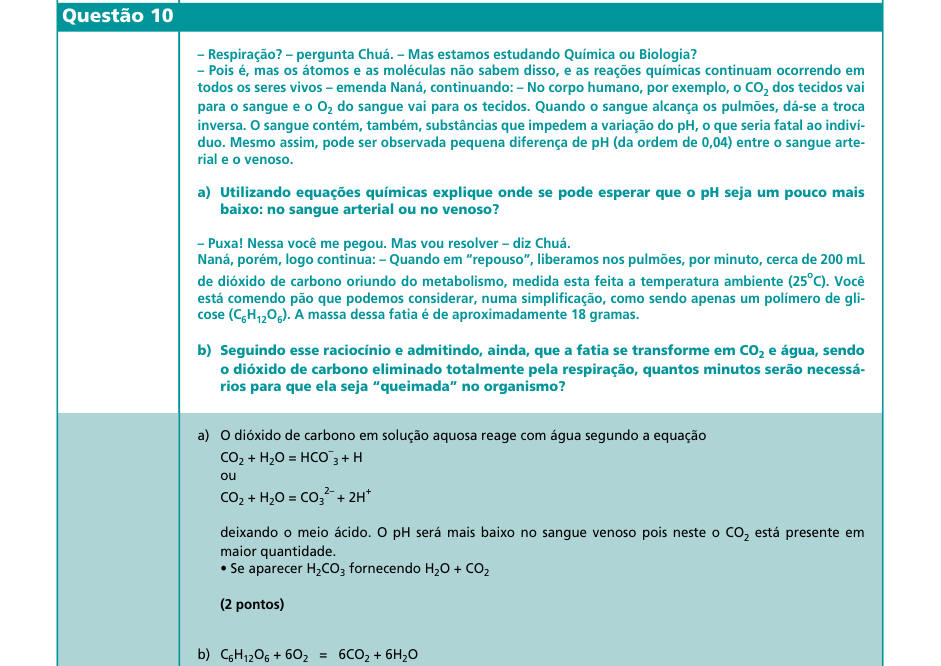 Questão 10
– Respiração? – pergunta Chuá. – Mas estamos estudando Química ou Biologia?
– Pois é, mas os átomos e as moléculas não sabem disso, e as reações químicas continuam ocorrendo em
todos os seres vivos – emenda Naná, continuando: – No corpo humano, por exemplo, o CO₂ dos tecidos vai
para o sangue e o O₂ do sangue vai para os tecidos. Quando o sangue alcança os pulmões, dá-se a troca
inversa. O sangue contém, também, substâncias que impedem a variação do pH, o que seria fatal ao indiví-
duo. Mesmo assim, pode ser observada pequena diferença de pH (da ordem de 0,04) entre o sangue arte-
rial e o venoso.
a) Utilizando equações químicas explique onde se pode esperar que o pH seja um pouco mais
baixo: no sangue arterial ou no venoso?
– Puxa! Nessa você me pegou. Mas vou resolver – diz Chuá.
Naná, porém, logo continua: – Quando em “repouso”, liberamos nos pulmões, por minuto, cerca de 200 mL
de dióxido de carbono oriundo do metabolismo, medida esta feita a temperatura ambiente (25°C). Você
está comendo pão que podemos considerar, numa simplificação, como sendo apenas um polímero de gli-
cose (C₆H₁₂O₆). A massa dessa fatia é de aproximadamente 18 gramas.
b) Seguindo esse raciocínio e admitindo, ainda, que a fatia se transforme em CO₂ e água, sendo
o dióxido de carbono eliminado totalmente pela respiração, quantos minutos serão necessá-
rios para que ela seja “queimada” no organismo?
a) O dióxido de carbono em solução aquosa reage com água segundo a equação
CO₂ + H₂O = HCO⁻₃ + H
ou
CO₂ + H₂O = CO₃²⁻ + 2H⁺
deixando o meio ácido. O pH será mais baixo no sangue venoso pois neste o CO₂ está presente em
maior quantidade.
• Se aparecer H₂CO₃ fornecendo H₂O + CO₂
(2 pontos)
b) C₆H₁₂O₆ + 6O₂ = 6CO₂ + 6H₂O